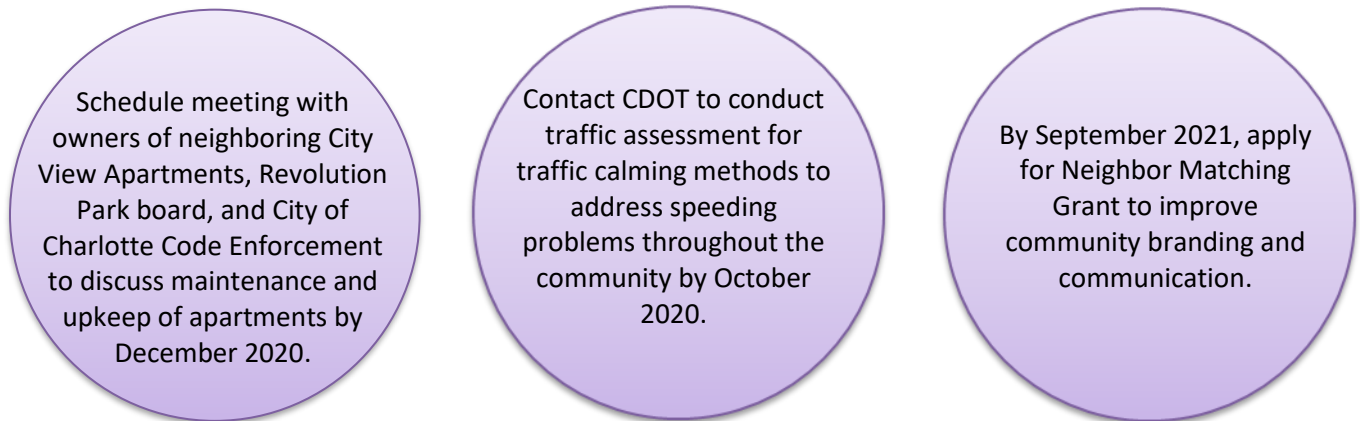 Schedule meeting with
owners of neighboring City
View Apartments, Revolution
Park board, and City of
Charlotte Code Enforcement
to discuss maintenance and
upkeep of apartments by
December 2020.
Contact CDOT to conduct
traffic assessment for
traffic calming methods to
address speeding
problems throughout the
community by October
2020.
By September 2021, apply
for Neighbor Matching
Grant to improve
community branding and
communication.